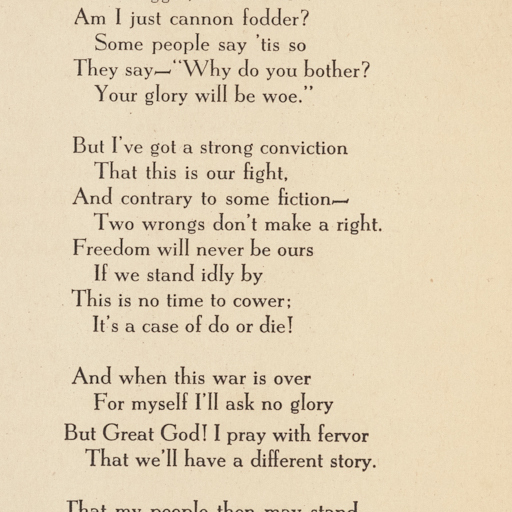 Am I just cannon fodder?
Some people say 'tis so
They say—"Why do you bother?
Your glory will be woe."
But I've got a strong conviction
That this is our fight,
And contrary to some fiction—
Two wrongs don't make a right.
Freedom will never be ours
If we stand idly by
This is no time to cower;
It's a case of do or die!
And when this war is over
For myself I'll ask no glory
But Great God! I pray with fervor
That we'll have a different story.
That my people then may stand